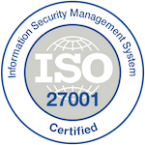 Information Security Management System
ISO
27001
Certified